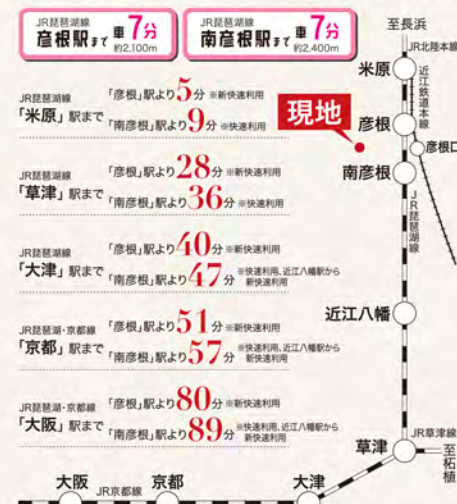 JR琵琶湖線
彦根駅まで 車7分
約2,100m
JR琵琶湖線
南彦根駅まで 車7分
約2,400m
JR琵琶湖線
「米原」駅まで
「彦根」駅より5分 ※新快速利用
「南彦根」駅より9分 ※快速利用
JR琵琶湖線
「草津」駅まで
「彦根」駅より28分 ※新快速利用
「南彦根」駅より36分 ※快速利用
JR琵琶湖線
「大津」駅まで
「彦根」駅より40分 ※新快速利用
「南彦根」駅より47分 ※快速利用、近江八幡駅から
新快速利用
JR琵琶湖・京都線
「京都」駅まで
「彦根」駅より51分 ※新快速利用
「南彦根」駅より57分 ※快速利用、近江八幡駅から
新快速利用
JR琵琶湖・京都線
「大阪」駅まで
「彦根」駅より80分 ※新快速利用
「南彦根」駅より89分 ※快速利用、近江八幡駅から
新快速利用
至長浜
JR北陸本線
米原
近江鉄道本線
現地
彦根
彦根口
南彦根
JR琵琶湖線
近江八幡
草津
JR草津線
至柘植
大阪
JR京都線
京都
大津